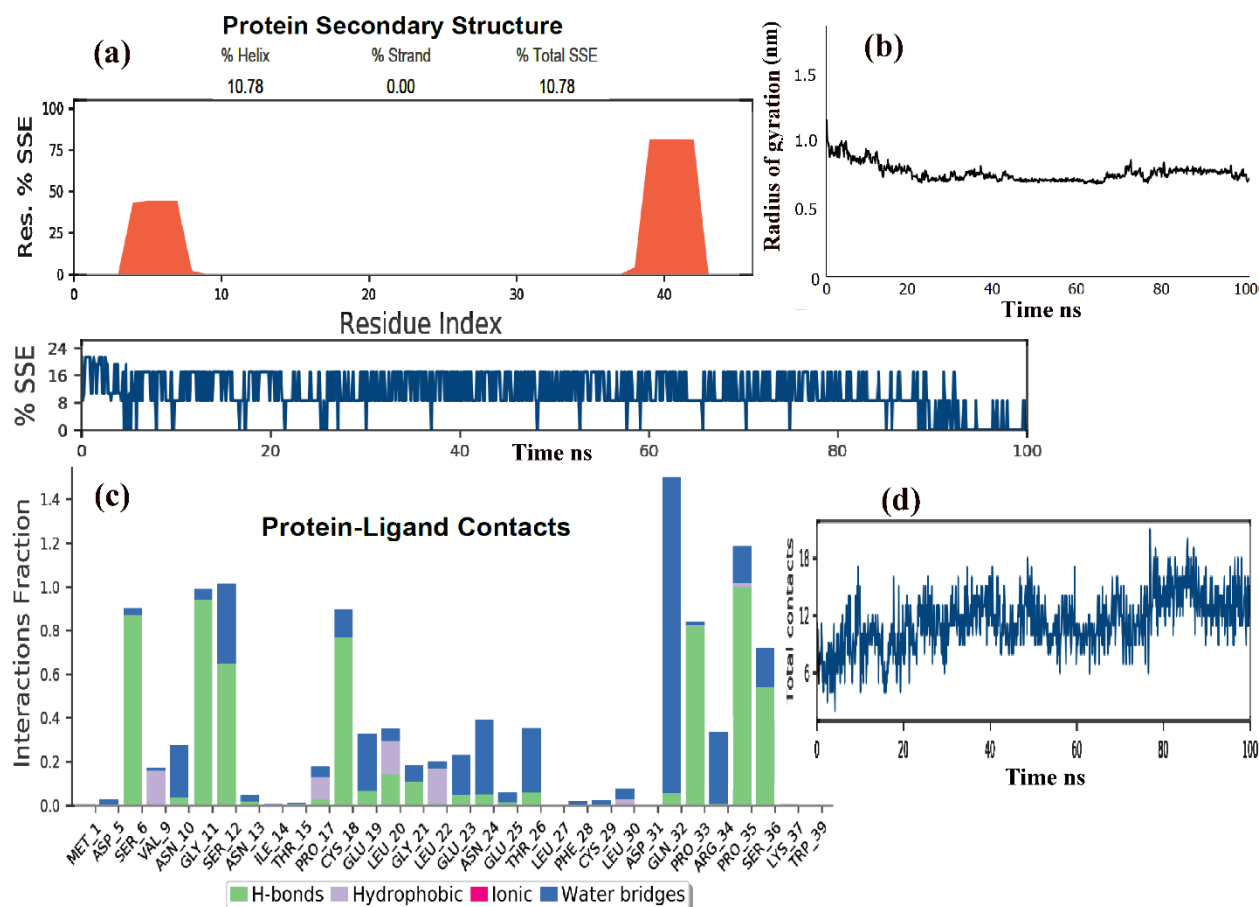 Protein Secondary Structure
(a)
% Helix % Strand % Total SSE
10.78 0.00 10.78
Res. % SSE
100
75
50
25
0
0 10 20 30 40
Residue Index
(b)
Radius of gyration (nm)
1.5
1.0
0.5
0
0 20 40 60 80 100
Time ns
% SSE
24
16
8
0
0 20 40 60 80 100
Time ns
(c)
Protein-Ligand Contacts
Interactions Fraction
1.4
1.2
1.0
0.8
0.6
0.4
0.2
0.0
MET_1
ASP_5
SER_6
VAL_9
ASN_10
GLY_11
SER_12
ASN_13
ILE_14
THR_15
PRO_17
CYS_18
GLU_19
LEU_20
GLY_21
LEU_22
GLU_23
ASN_24
GLU_25
THR_26
LEU_27
PHE_28
CYS_29
LEU_30
ASP_31
GLN_32
PRO_33
ARG_34
PRO_35
SER_36
LYS_37
TRP_39
H-bonds Hydrophobic Ionic Water bridges
(d)
Total contacts
18
12
6
0 20 40 60 80 100
Time ns